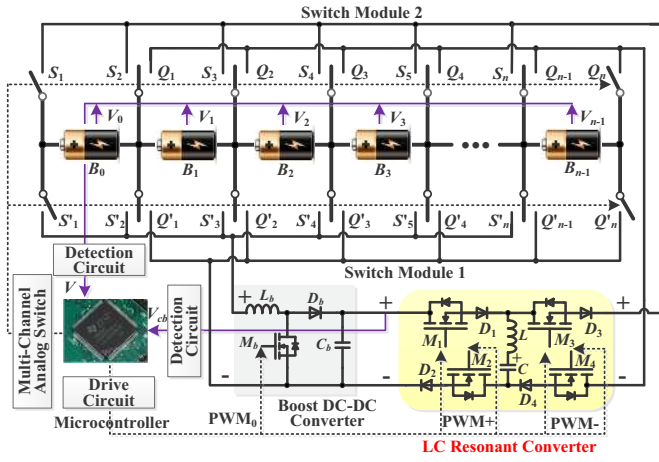 Switch Module 2
S1 S2 Q1 S3 Q2 S4 Q3 S5 Q4 Sn Qn-1 Qn
V0 V1 V2 V3 Vn-1
B0 B1 B2 B3 Bn-1
S'1 S'2 Q'1 S'3 Q'2 S'4 Q'3 S'5 Q'4 S'n Q'n-1 Q'n
Switch Module 1
Detection
Circuit
V
Vcb
Multi-Channel
Analog Switch
Detection
Circuit
Drive Circuit
Microcontroller
+ Lb Db
Mb Cb
- -
PWM0
Boost DC-DC
Converter
+ M1 D1 L M3 D3 +
D2 M2 + C D4 M4
- -
PWM+ PWM-
LC Resonant Converter